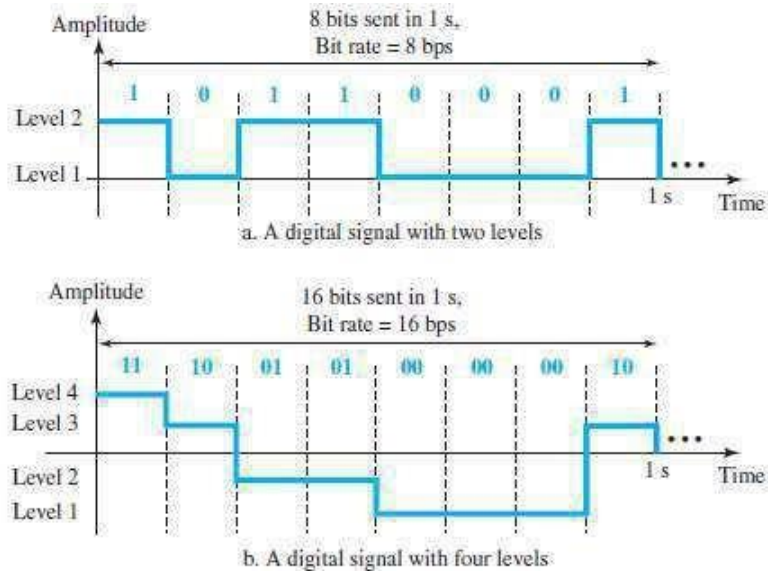 Amplitude
8 bits sent in 1 s,
Bit rate = 8 bps
1 0 1 1 0 0 0 1
Level 2
Level 1
...
1 s
Time
a. A digital signal with two levels
Amplitude
16 bits sent in 1 s,
Bit rate = 16 bps
11 10 01 01 00 00 00 10
Level 4
Level 3
...
Level 2
1 s
Time
Level 1
b. A digital signal with four levels